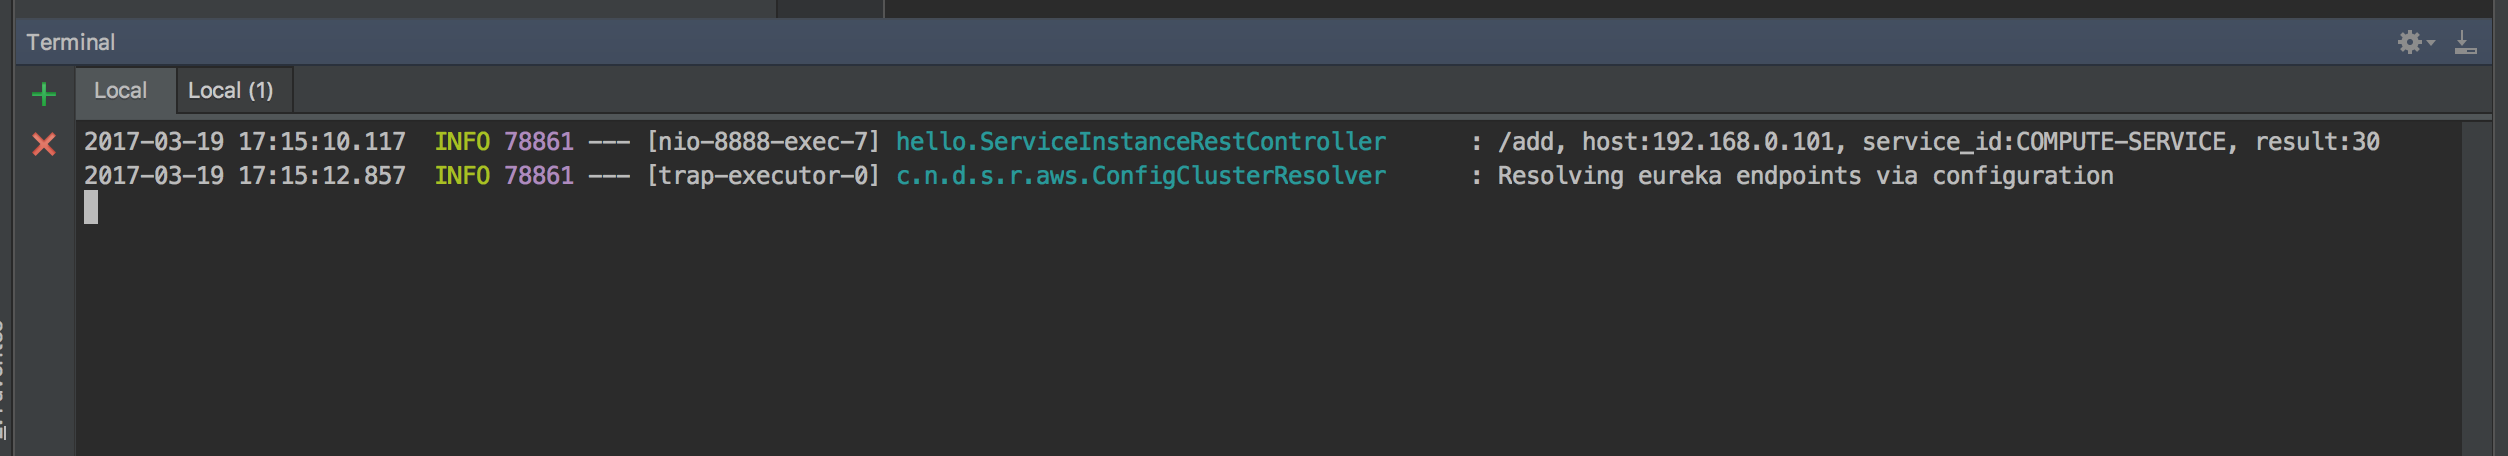 Terminal
Local Local (1)
2017-03-19 17:15:10.117 INFO 78861 --- [nio-8888-exec-7] hello.ServiceInstanceRestController : /add, host:192.168.0.101, service_id:COMPUTE-SERVICE, result:30
2017-03-19 17:15:12.857 INFO 78861 --- [trap-executor-0] c.n.d.s.r.aws.ConfigClusterResolver : Resolving eureka endpoints via configuration